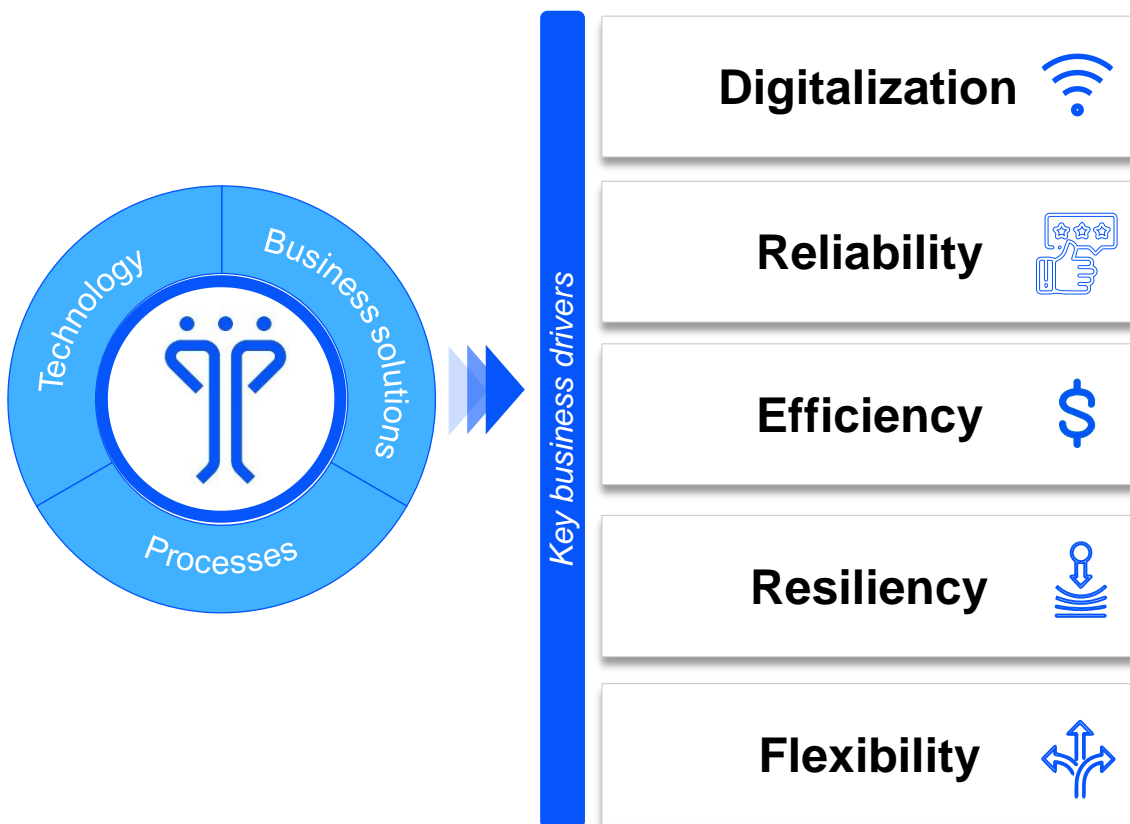 Technology
Business solutions
Processes
Key business drivers
Digitalization
Reliability
Efficiency
Resiliency
Flexibility